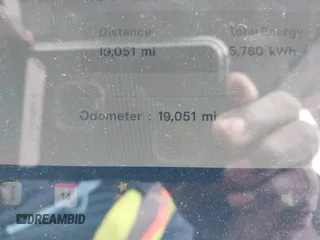 Distance
Total Energy
19,051 mi
5,780 kWh
Odometer : 19,051 mi
DREAMBID